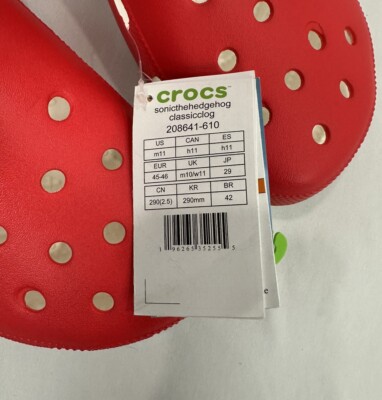 crocs™
sonicthehedgehog
classicclog
208641-610
US CAN ES
m11 h11 h11
EUR UK JP
45-46 m10/w11 29
CN KR BR
290(2.5) 290mm 42